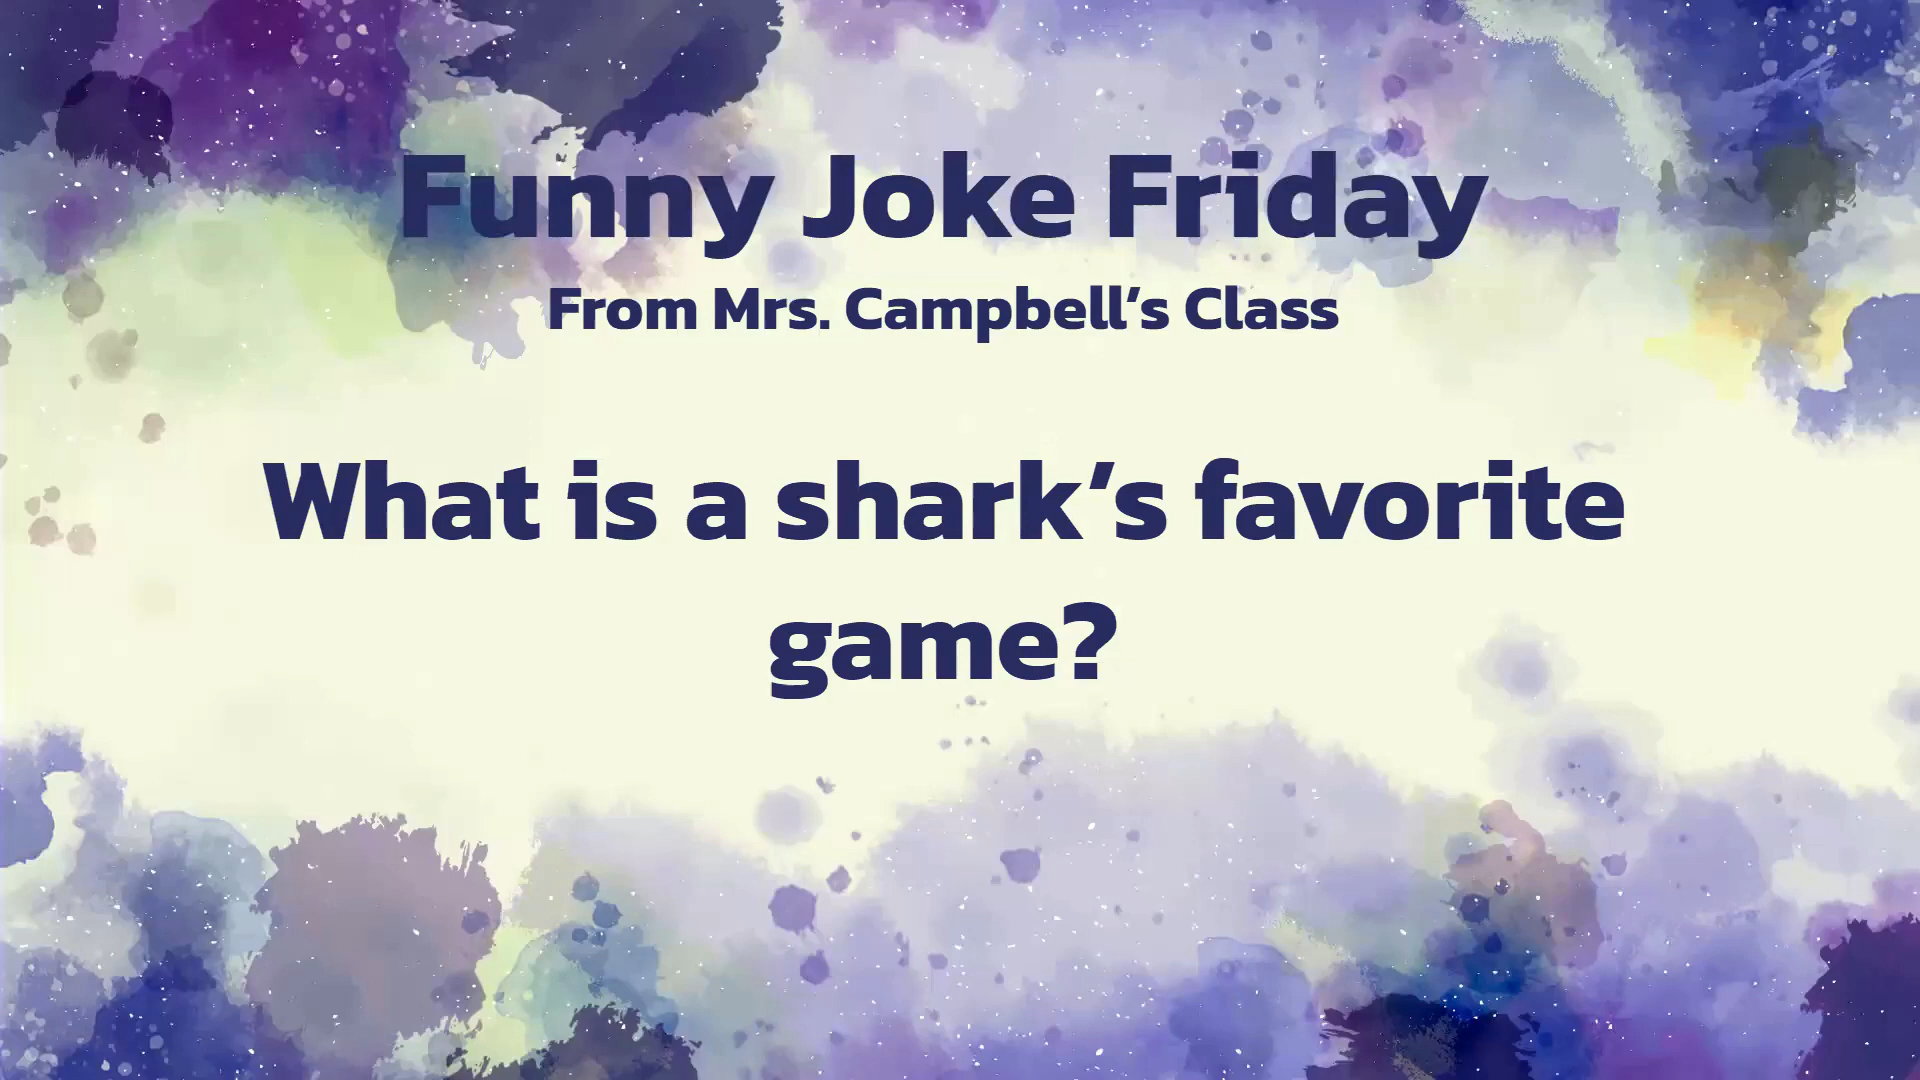 Funny Joke Friday
From Mrs. Campbell’s Class
What is a shark’s favorite
game?